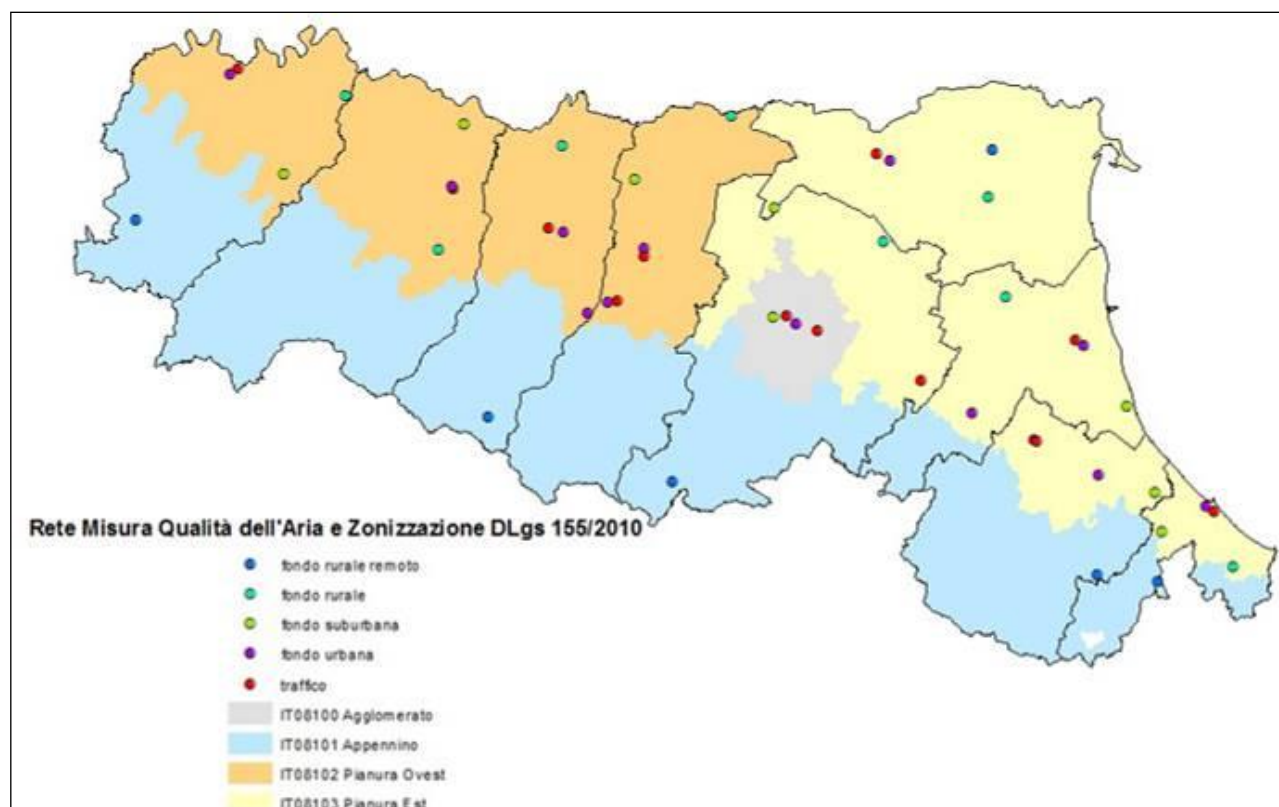 Rete Misura Qualità dell'Aria e Zonizzazione DLgs 155/2010
fondo rurale remoto
fondo rurale
fondo suburbana
fondo urbana
traffico
IT08100 Agglomerato
IT08101 Appennino
IT08102 Pianura Ovest
IT08103 Pianura Est